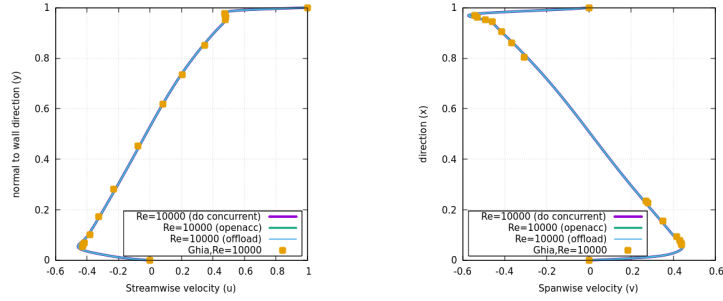 1
0.8
0.6
0.4
0.2
0
-0.6
-0.4
-0.2
0
0.2
0.4
0.6
0.8
1
normal to wall direction (y)
Streamwise velocity (u)
Re=10000 (do concurrent)
Re=10000 (openacc)
Re=10000 (offload)
Ghia,Re=10000
1
0.8
0.6
0.4
0.2
0
-0.6
-0.4
-0.2
0
0.2
0.4
0.6
direction (x)
Spanwise velocity (v)
Re=10000 (do concurrent)
Re=10000 (openacc)
Re=10000 (offload)
Ghia,Re=10000